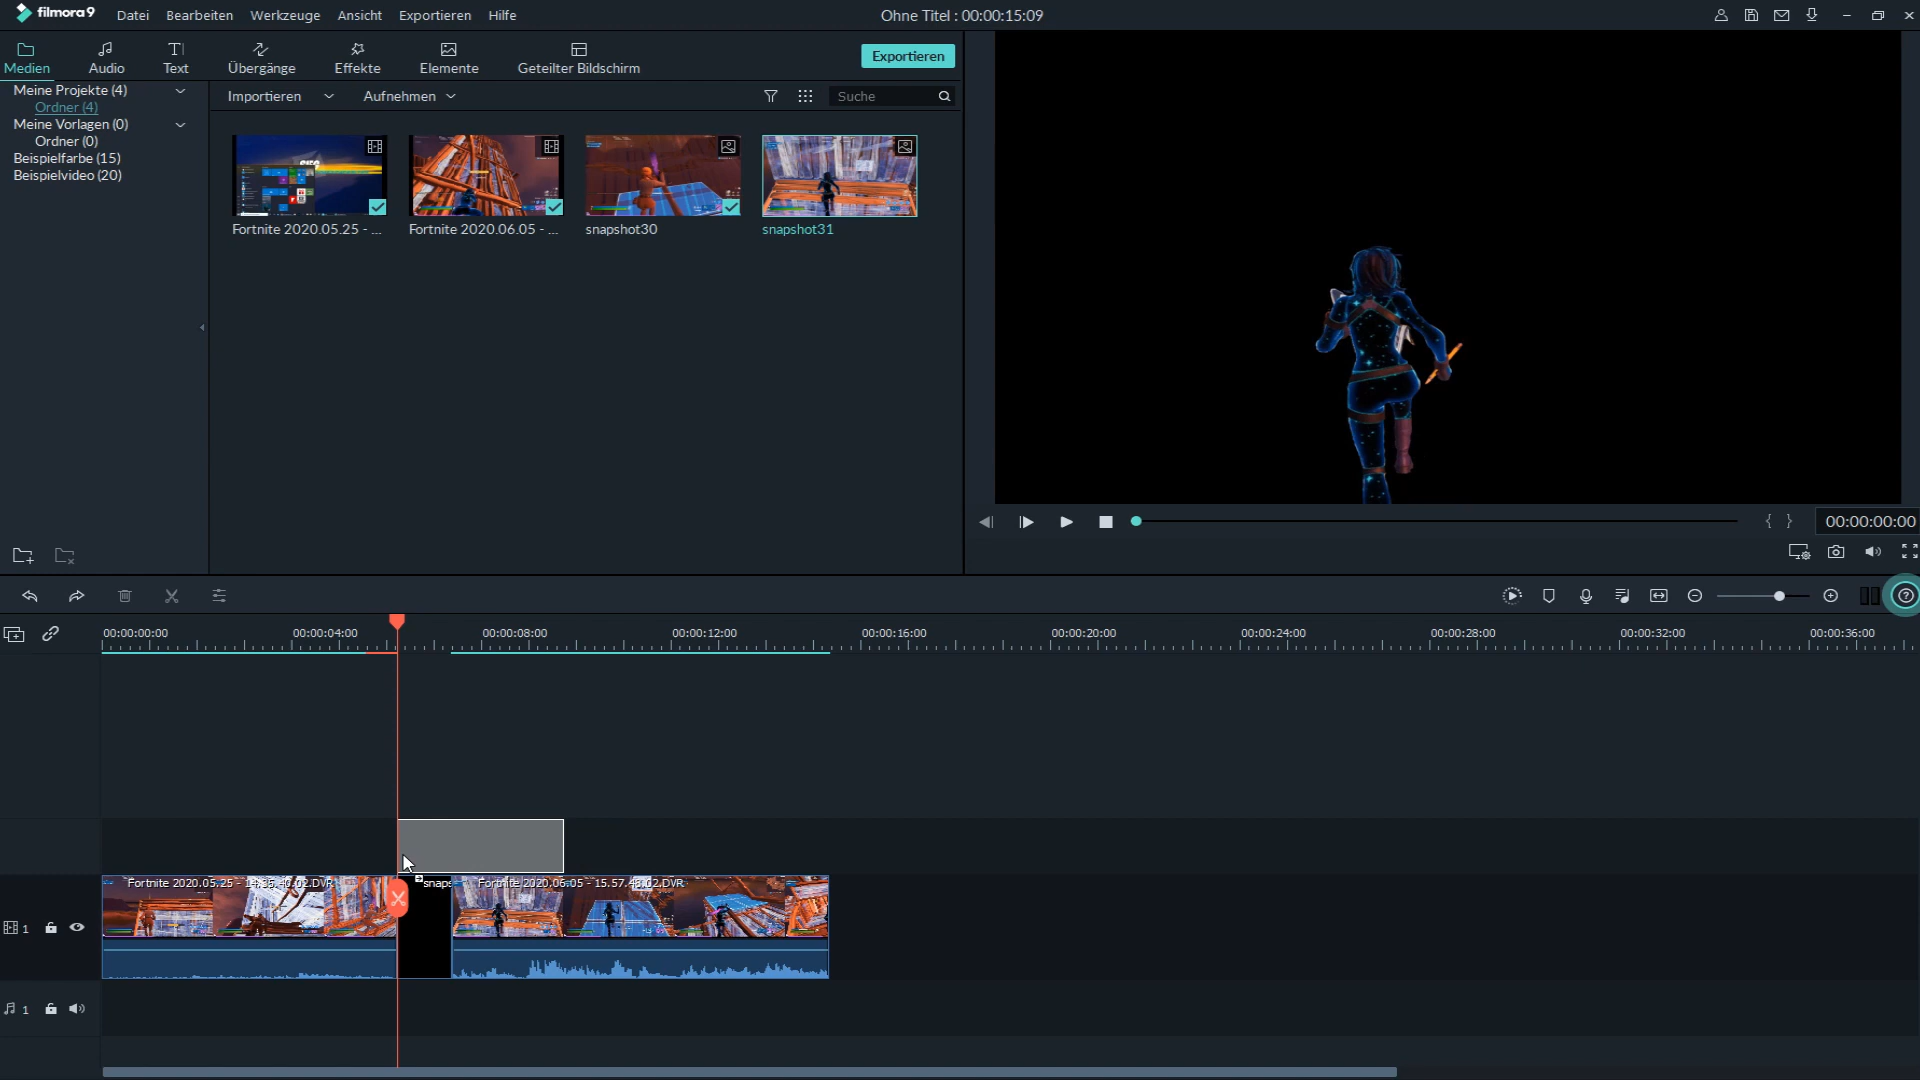 filmora9 Datei Bearbeiten Werkzeuge Ansicht Exportieren Hilfe Ohne Titel : 00:00:15:09
Medien Audio Text Übergänge Effekte Elemente Geteilter Bildschirm Exportieren
Meine Projekte (4)
Ordner (4)
Meine Vorlagen (0)
Ordner (0)
Beispielfarbe (15)
Beispielvideo (20)
Importieren Aufnehmen Suche
Fortnite 2020.05.25 - ... Fortnite 2020.06.05 - ... snapshot30 snapshot31
{ } 00:00:00:00
00:00:00:00 00:00:04:00 00:00:08:00 00:00:12:00 00:00:16:00 00:00:20:00 00:00:24:00 00:00:28:00 00:00:32:00 00:00:36:00
Fortnite 2020.05.25 - 14.35.40.02.DVR snaps Fortnite 2020.06.05 - 15.57.43.02.DVR
1
1